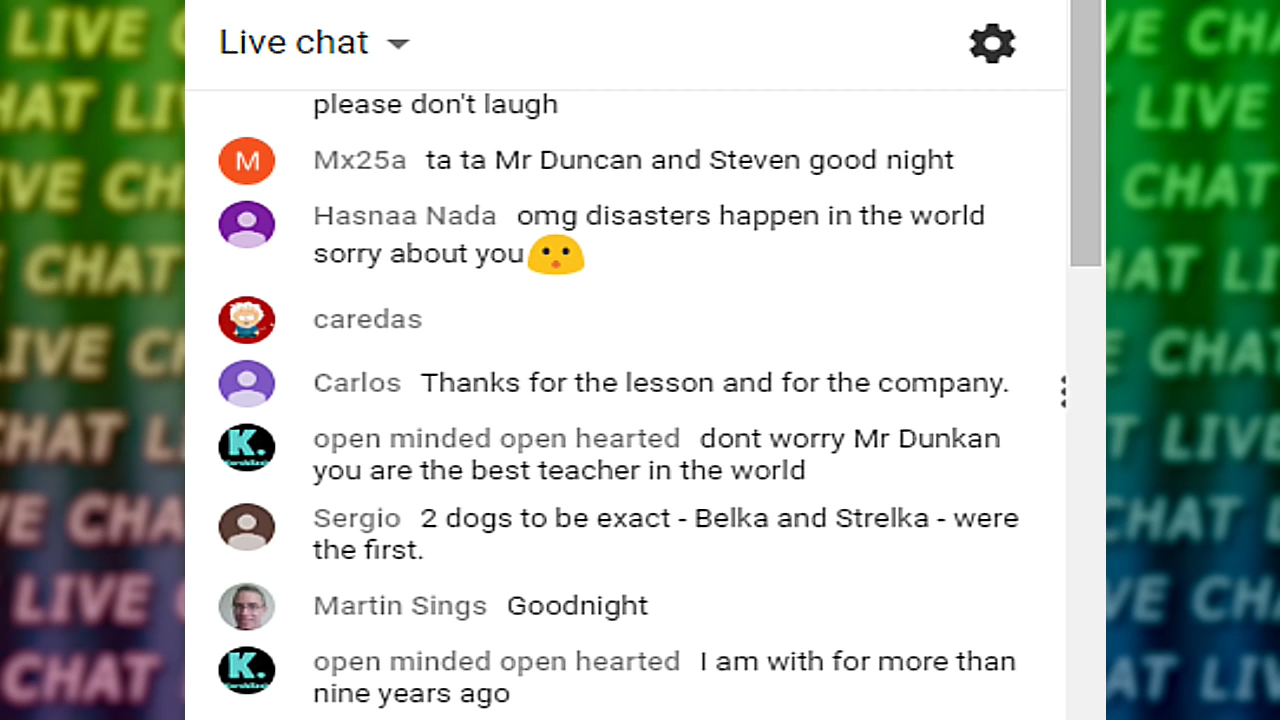 Live chat
please don't laugh
M Mx25a ta ta Mr Duncan and Steven good night
Hasnaa Nada omg disasters happen in the world
sorry about you
caredas
Carlos Thanks for the lesson and for the company.
K. open minded open hearted dont worry Mr Dunkan
you are the best teacher in the world
Sergio 2 dogs to be exact - Belka and Strelka - were
the first.
Martin Sings Goodnight
K. open minded open hearted I am with for more than
nine years ago